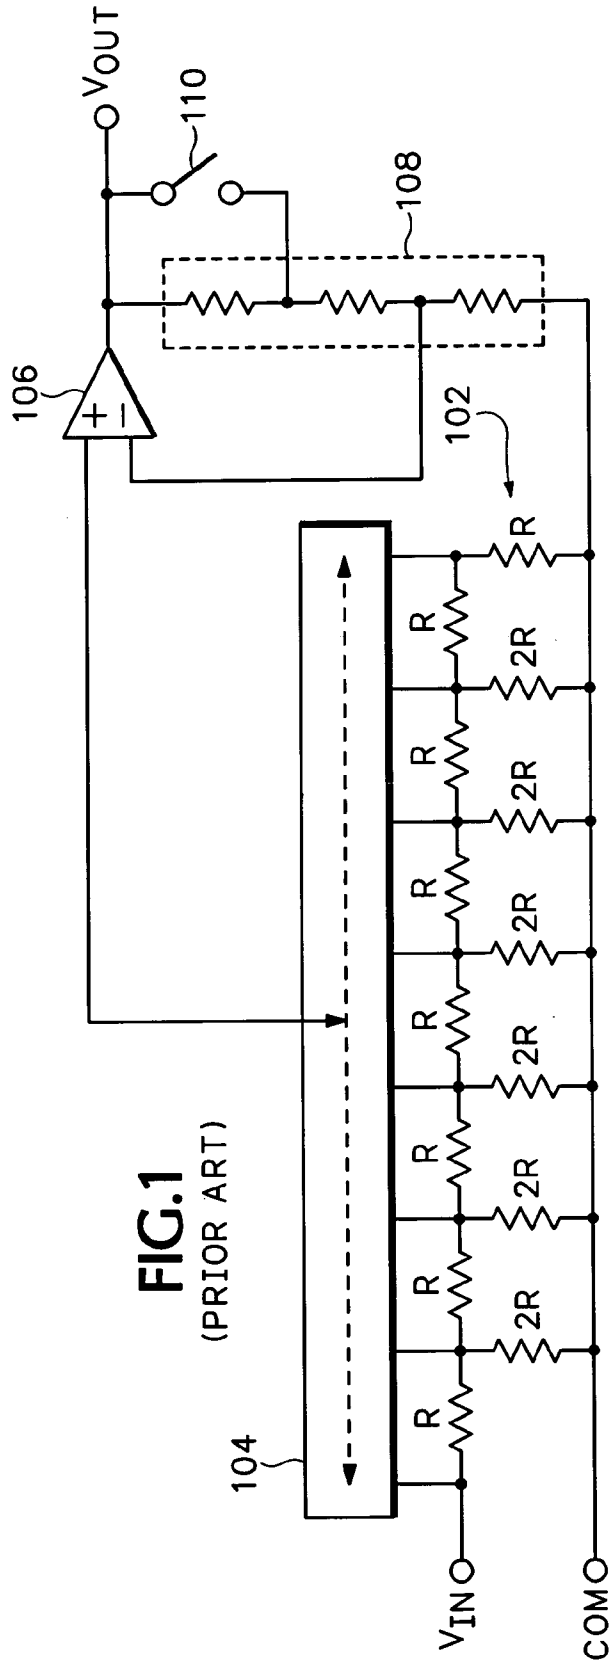 106
+
−
VOUT
FIG.1
110
(PRIOR ART)
104
108
R R R R R R R
102
VIN
2R 2R 2R 2R 2R 2R R
COM